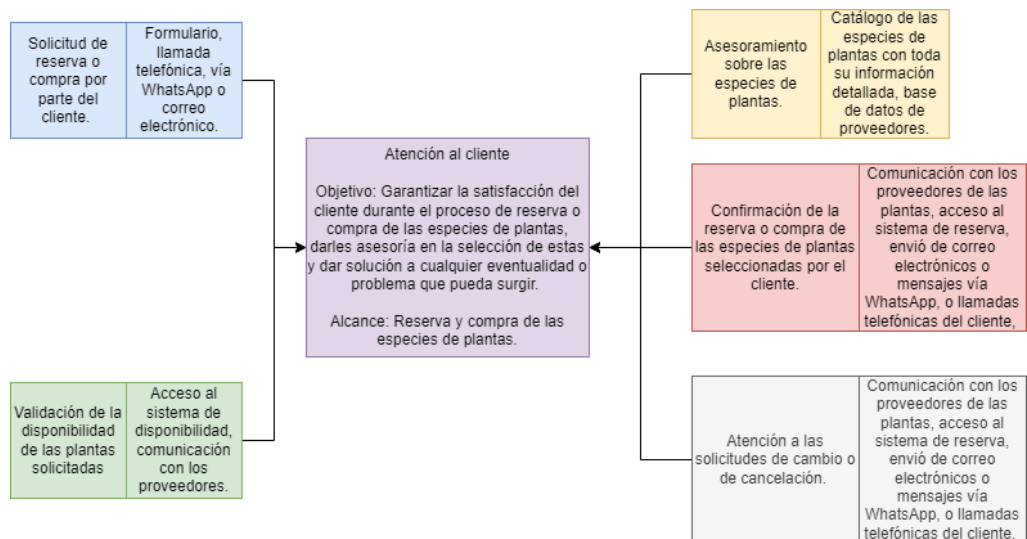 Solicitud de
reserva o
compra por
parte del
cliente.
Formulario,
llamada
telefónica, vía
WhatsApp o
correo
electrónico.
Validación de la
disponibilidad
de las plantas
solicitadas
Acceso al
sistema de
disponibilidad,
comunicación
con los
proveedores.
Atención al cliente
Objetivo: Garantizar la satisfacción del
cliente durante el proceso de reserva o
compra de las especies de plantas,
darles asesoría en la selección de estas
y dar solución a cualquier eventualidad o
problema que pueda surgir.
Alcance: Reserva y compra de las
especies de plantas.
Asesoramiento
sobre las
especies de
plantas.
Catálogo de las
especies de
plantas con toda
su información
detallada, base
de datos de
proveedores.
Confirmación de la
reserva o compra de
las especies de plantas
seleccionadas por el
cliente.
Comunicación con los
proveedores de las
plantas, acceso al
sistema de reserva,
envió de correo
electrónicos o
mensajes vía
WhatsApp, o llamadas
telefónicas del cliente,
Atención a las
solicitudes de cambio o
de cancelación.
Comunicación con los
proveedores de las
plantas, acceso al
sistema de reserva,
envió de correo
electrónicos o
mensajes vía
WhatsApp, o llamadas
telefónicas del cliente.